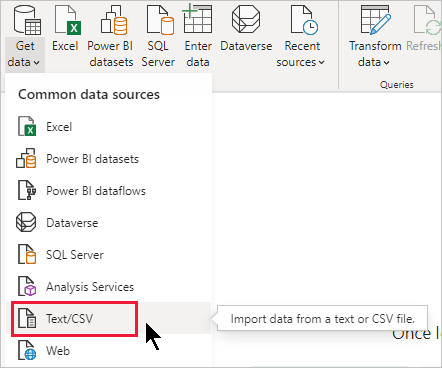 Get Excel Power BI SQL Enter Dataverse Recent Transform Refresh
data datasets Server data sources data
Queries
Common data sources
Excel
Power BI datasets
Power BI dataflows
Dataverse
SQL Server
Analysis Services
Text/CSV
Import data from a text or CSV file.
Once
Web